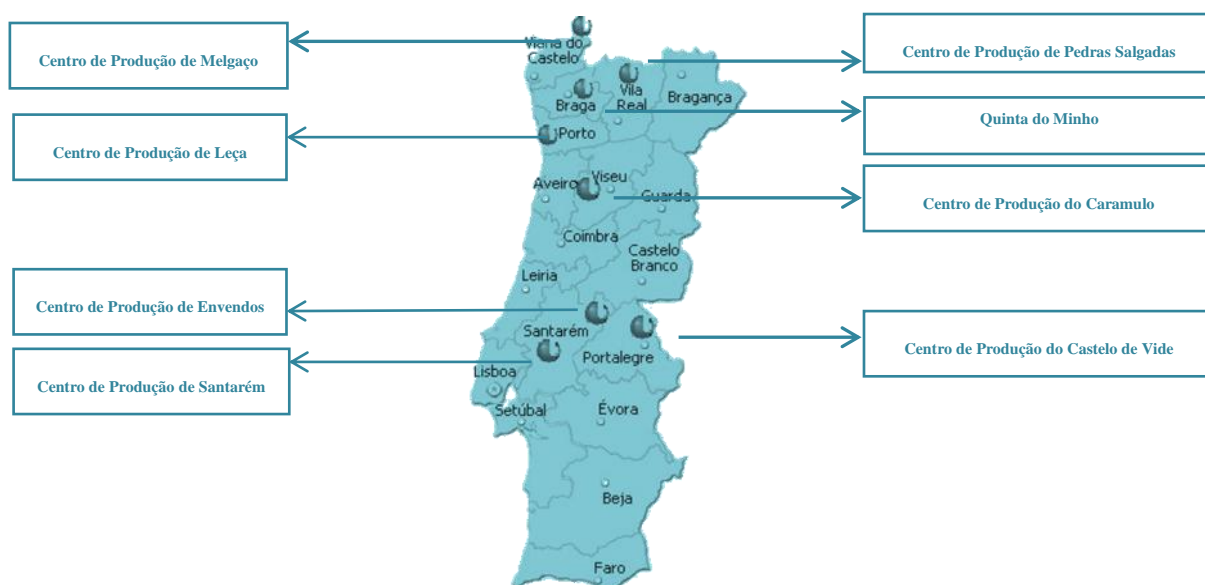 Centro de Produção de Melgaço
Centro de Produção de Leça
Centro de Produção de Envendos
Centro de Produção de Santarém
Viana do
Castelo
Braga
Vila
Real
Bragança
Porto
Aveiro
Viseu
Guarda
Coimbra
Castelo
Branco
Leiria
Santarém
Portalegre
Lisboa
Setúbal
Évora
Beja
Faro
Centro de Produção de Pedras Salgadas
Quinta do Minho
Centro de Produção do Caramulo
Centro de Produção do Castelo de Vide